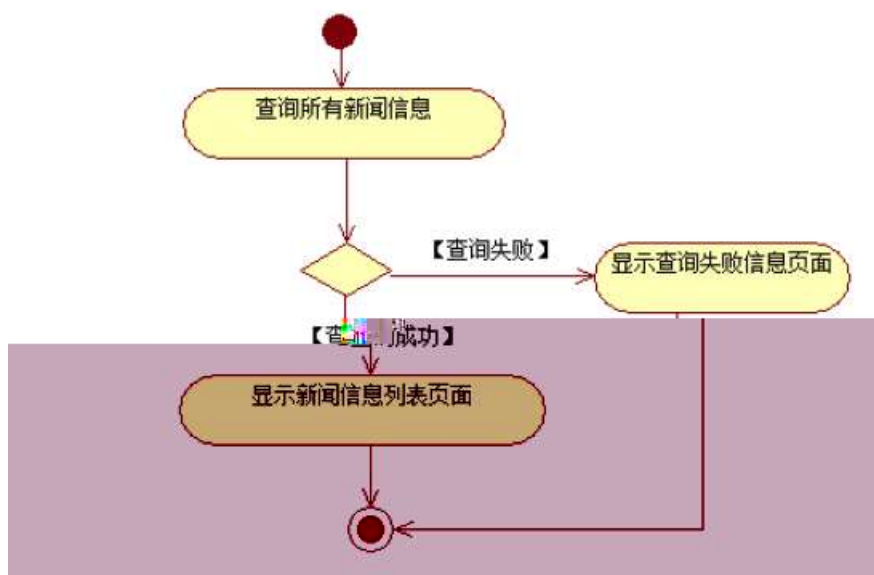 查询所有新闻信息
【查询失败】
显示查询失败信息页面
【查 成功】
显示新闻信息列表页面